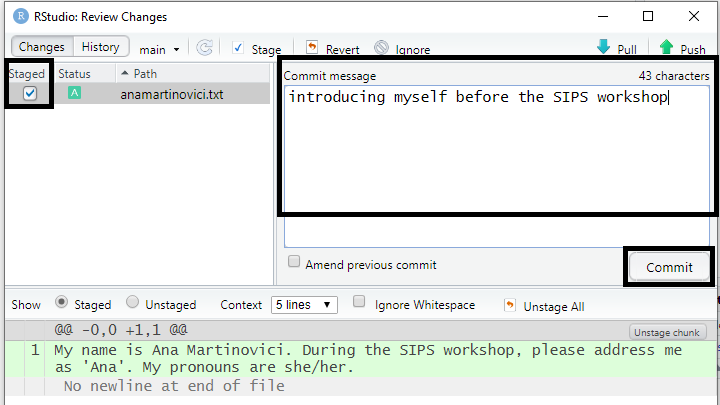 RStudio: Review Changes
Changes History main Stage Revert Ignore Pull Push
Staged Status Path
A anamartinovici.txt
Commit message 43 characters
introducing myself before the SIPS workshop
Amend previous commit
Commit
Show Staged Unstaged Context 5 lines Ignore Whitespace Unstage All
@@ -0,0 +1,1 @@ Unstage chunk
1 My name is Ana Martinovici. During the SIPS workshop, please address me
as 'Ana'. My pronouns are she/her.
No newline at end of file